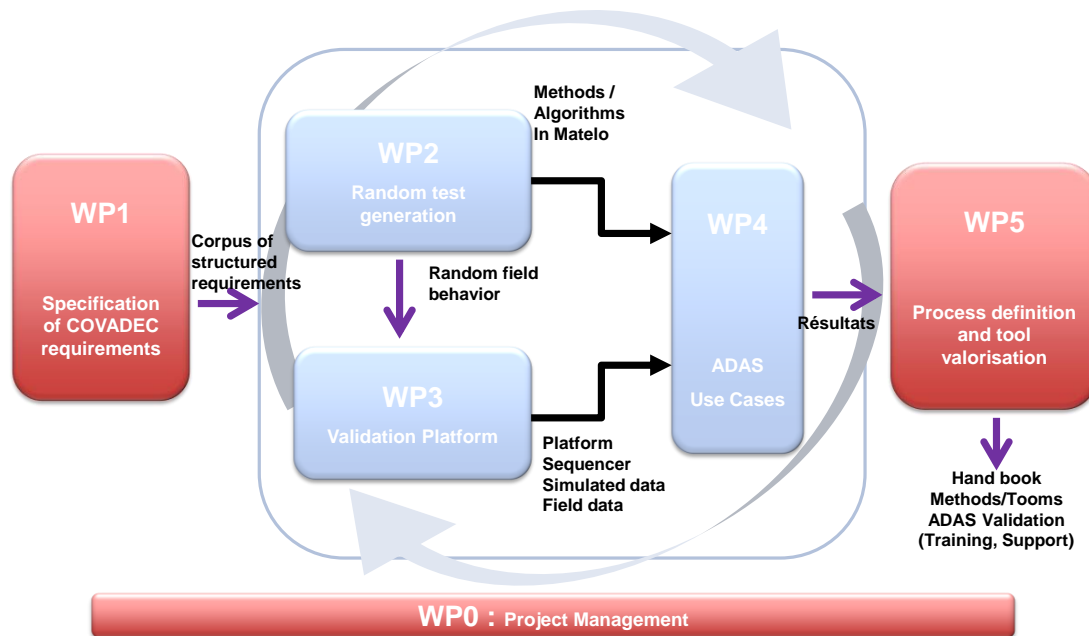 WP1
Specification
of COVADEC
requirements
Corpus of
structured
requirements
WP2
Random test
generation
Methods /
Algorithms
In Matelo
Random field
behavior
WP3
Validation Platform
Platform
Sequencer
Simulated data
Field data
WP4
ADAS
Use Cases
Résultats
WP5
Process definition
and tool
valorisation
Hand book
Methods/Tooms
ADAS Validation
(Training, Support)
WP0 : Project Management